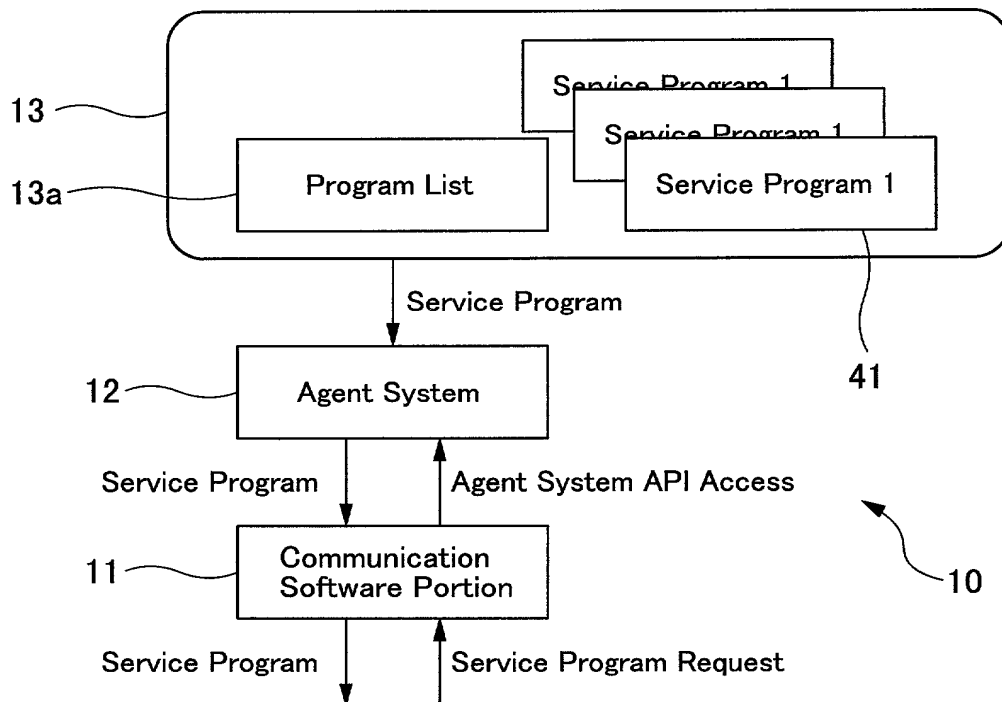 Service Program 1
Service Program 1
13
13a
Program List
Service Program 1
Service Program
41
12
Agent System
Service Program
Agent System API Access
11
Communication
Software Portion
10
Service Program
Service Program Request